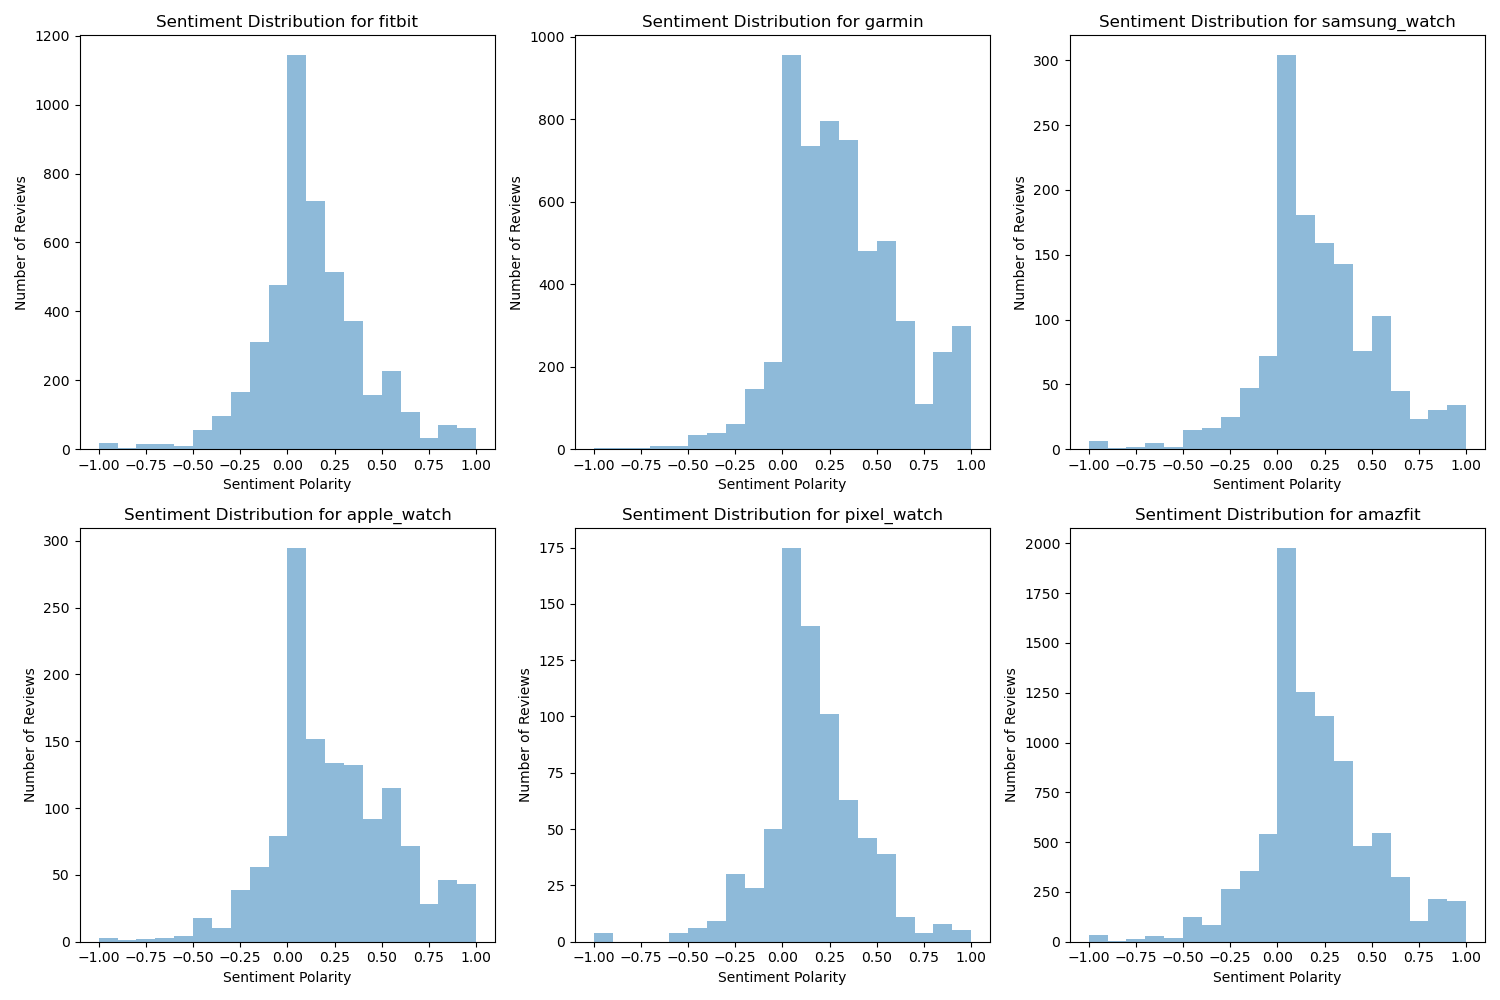 Sentiment Distribution for fitbit
1200
1000
800
600
400
200
0
Number of Reviews
−1.00 −0.75 −0.50 −0.25 0.00 0.25 0.50 0.75 1.00
Sentiment Polarity
Sentiment Distribution for garmin
1000
800
600
400
200
0
Number of Reviews
−1.00 −0.75 −0.50 −0.25 0.00 0.25 0.50 0.75 1.00
Sentiment Polarity
Sentiment Distribution for samsung_watch
300
250
200
150
100
50
0
Number of Reviews
−1.00 −0.75 −0.50 −0.25 0.00 0.25 0.50 0.75 1.00
Sentiment Polarity
Sentiment Distribution for apple_watch
300
250
200
150
100
50
0
Number of Reviews
−1.00 −0.75 −0.50 −0.25 0.00 0.25 0.50 0.75 1.00
Sentiment Polarity
Sentiment Distribution for pixel_watch
175
150
125
100
75
50
25
0
Number of Reviews
−1.00 −0.75 −0.50 −0.25 0.00 0.25 0.50 0.75 1.00
Sentiment Polarity
Sentiment Distribution for amazfit
2000
1750
1500
1250
1000
750
500
250
0
Number of Reviews
−1.00 −0.75 −0.50 −0.25 0.00 0.25 0.50 0.75 1.00
Sentiment Polarity